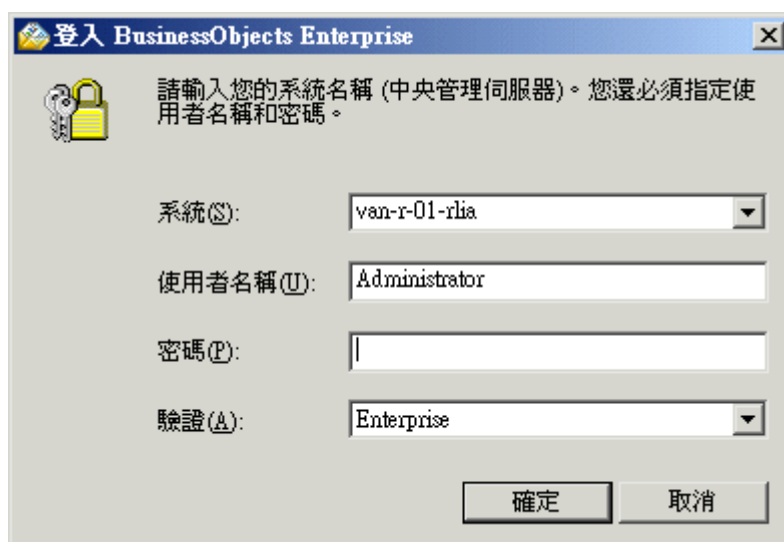 登入 BusinessObjects Enterprise
請輸入您的系統名稱 (中央管理伺服器)。您還必須指定使
用者名稱和密碼。
系統(S): van-r-01-rlia
使用者名稱(U): Administrator
密碼(P):
驗證(A): Enterprise
確定 取消